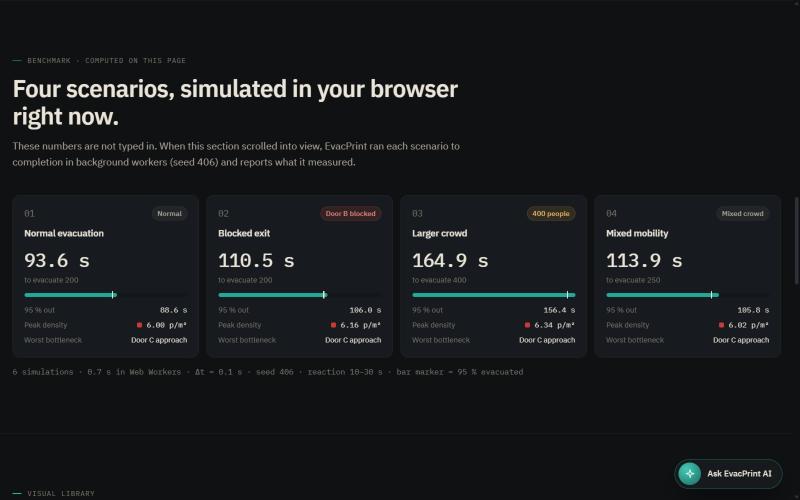 BENCHMARK · COMPUTED ON THIS PAGE
Four scenarios, simulated in your browser
right now.
These numbers are not typed in. When this section scrolled into view, EvacPrint ran each scenario to
completion in background workers (seed 406) and reports what it measured.
01 Normal
Normal evacuation
93.6 s
to evacuate 200
95 % out 88.6 s
Peak density 6.00 p/m²
Worst bottleneck Door C approach
02 Door B blocked
Blocked exit
110.5 s
to evacuate 200
95 % out 106.0 s
Peak density 6.16 p/m²
Worst bottleneck Door C approach
03 400 people
Larger crowd
164.9 s
to evacuate 400
95 % out 156.4 s
Peak density 6.34 p/m²
Worst bottleneck Door C approach
04 Mixed crowd
Mixed mobility
113.9 s
to evacuate 250
95 % out 105.8 s
Peak density 6.02 p/m²
Worst bottleneck Door C approach
6 simulations · 0.7 s in Web Workers · Δt = 0.1 s · seed 406 · reaction 10–30 s · bar marker = 95 % evacuated
Ask EvacPrint AI
VISUAL LIBRARY